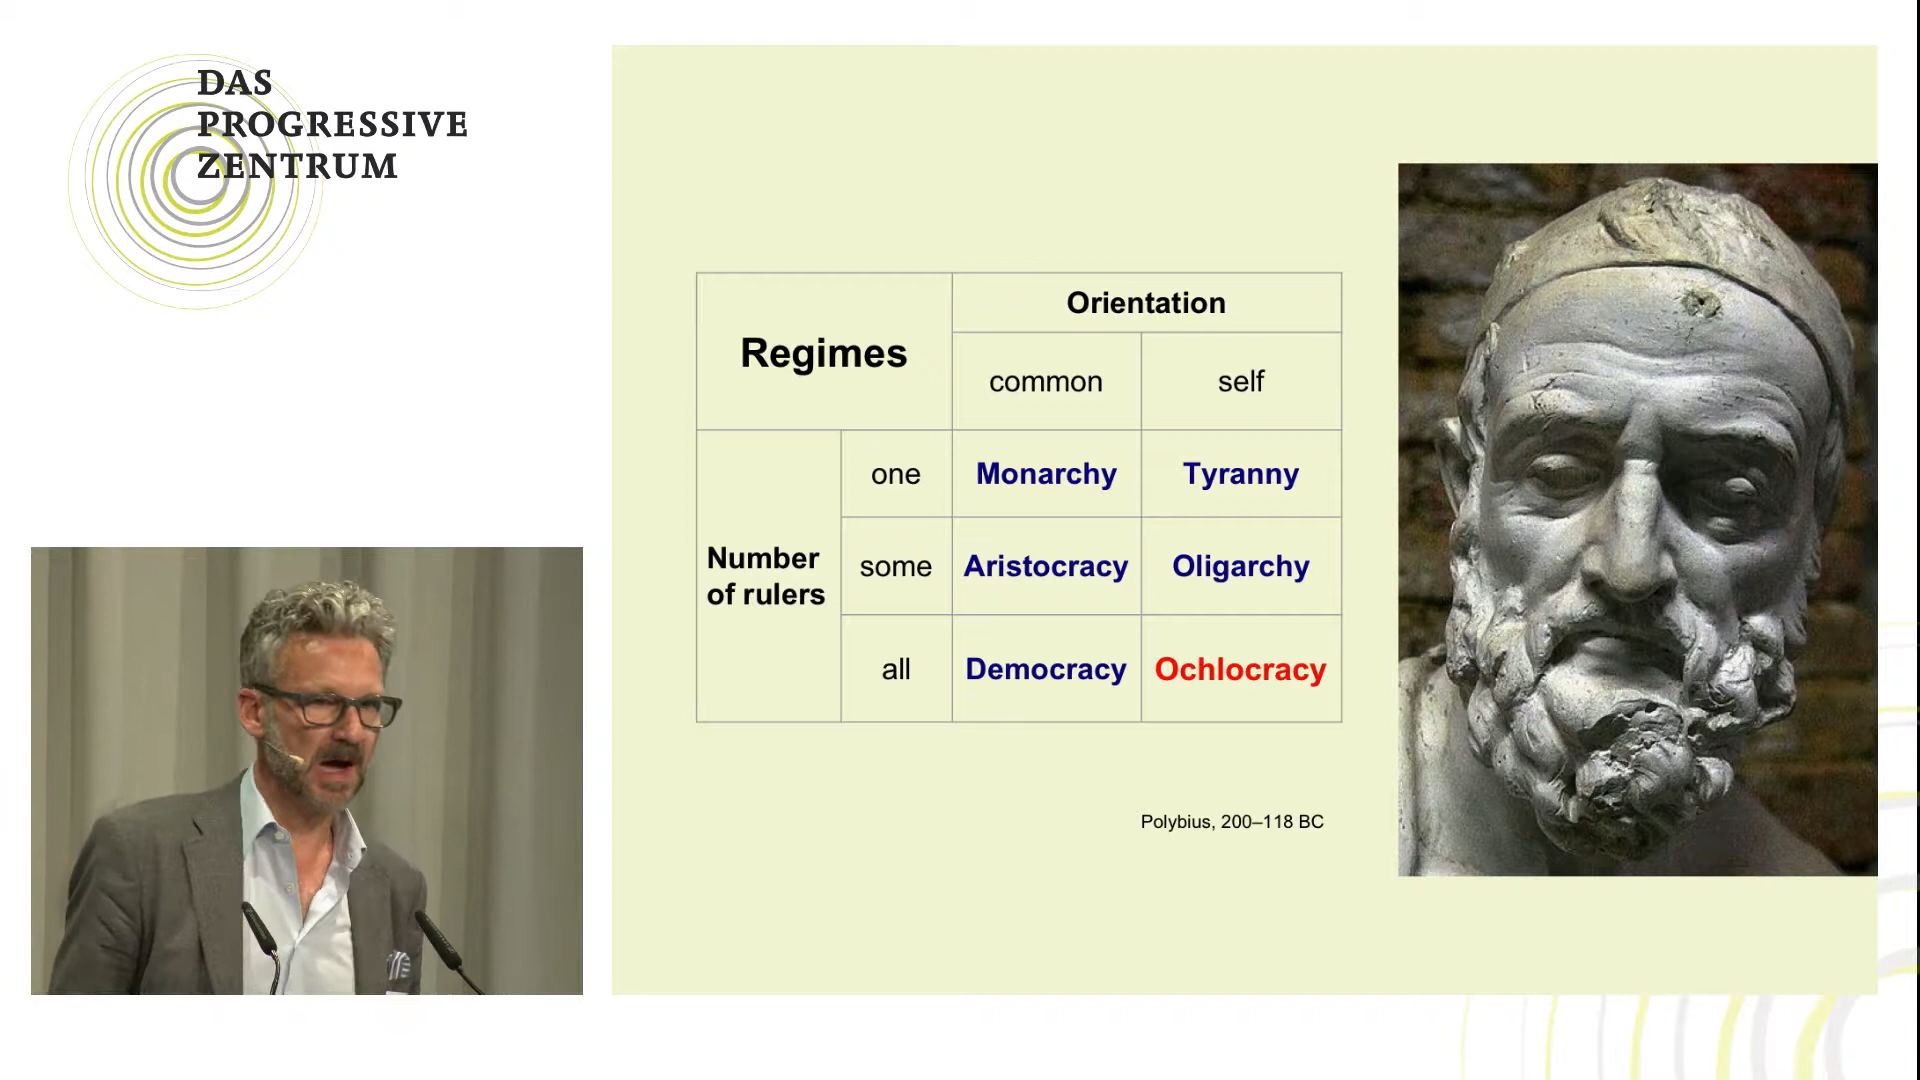 DAS
PROGRESSIVE
ZENTRUM
Regimes
Orientation
common
self
Number
of rulers
one
Monarchy
Tyranny
some
Aristocracy
Oligarchy
all
Democracy
Ochlocracy
Polybius, 200–118 BC